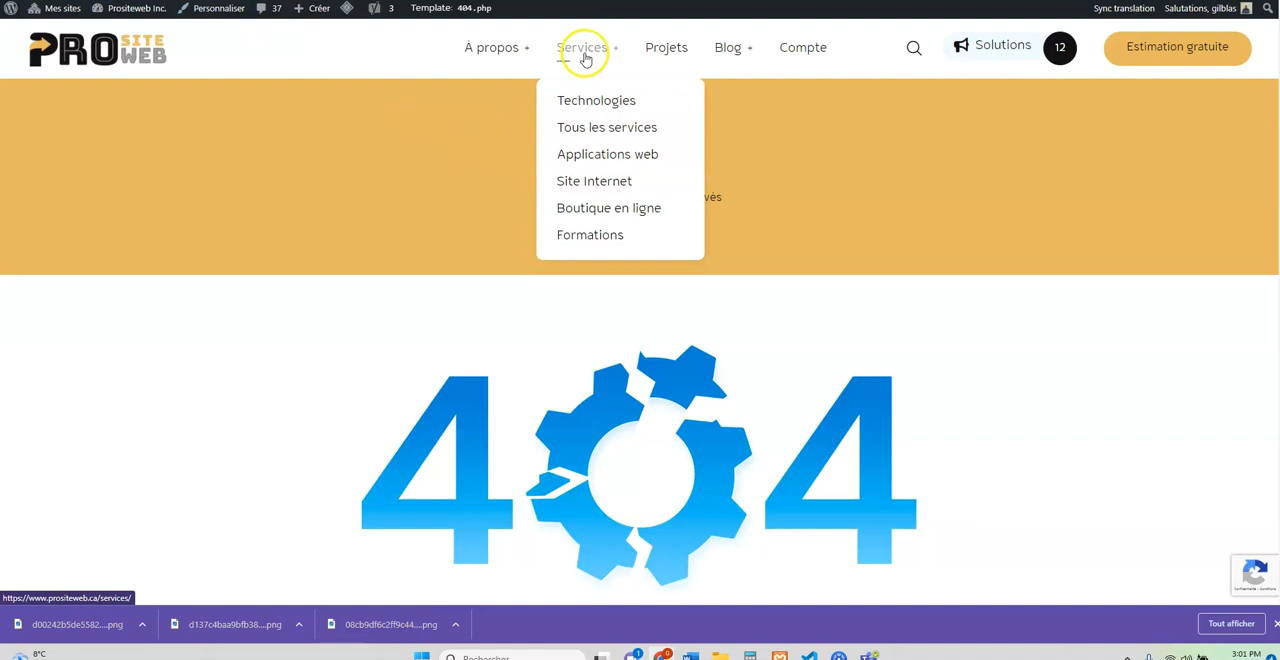 Mes sites Prositeweb Inc. Personnaliser 37 Créer 3 Template: 404.php Sync translation Salutations, gilblas
PRO SITE WEB
À propos + Services + Projets Blog + Compte Solutions 12 Estimation gratuite
Technologies
Tous les services
Applications web
Site Internet
Boutique en ligne
Formations
vés
404
https://www.prositeweb.ca/services/
d00242b5de5582....png d137c4baa9bfb38....png 08cb9df6c2ff9c44....png Tout afficher
8°C Rechercher 3:01 PM